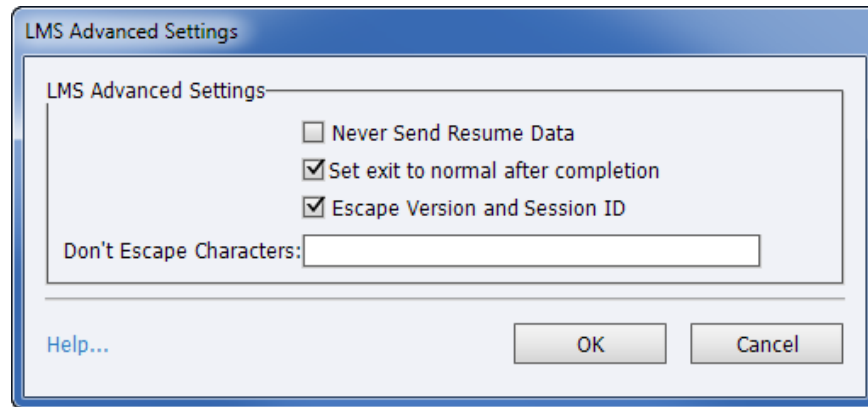 LMS Advanced Settings
LMS Advanced Settings
Never Send Resume Data
Set exit to normal after completion
Escape Version and Session ID
Don't Escape Characters:
Help... OK Cancel